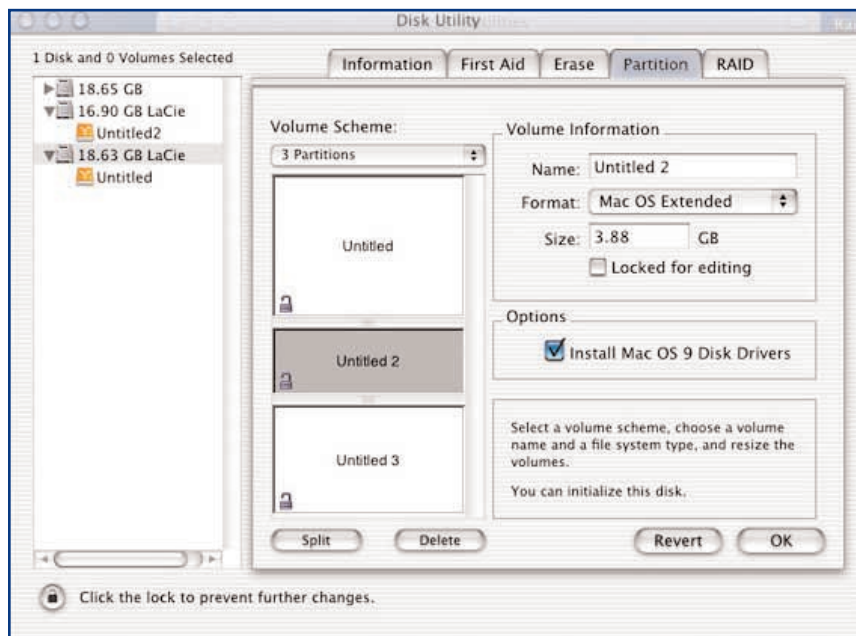 Disk Utility
1 Disk and 0 Volumes Selected
18.65 GB
16.90 GB LaCie
Untitled2
18.63 GB LaCie
Untitled
Information
First Aid
Erase
Partition
RAID
Volume Scheme:
3 Partitions
Untitled
Untitled 2
Untitled 3
Split
Delete
Volume Information
Name: Untitled 2
Format: Mac OS Extended
Size: 3.88 GB
Locked for editing
Options
Install Mac OS 9 Disk Drivers
Select a volume scheme, choose a volume
name and a file system type, and resize the
volumes.
You can initialize this disk.
Revert
OK
Click the lock to prevent further changes.